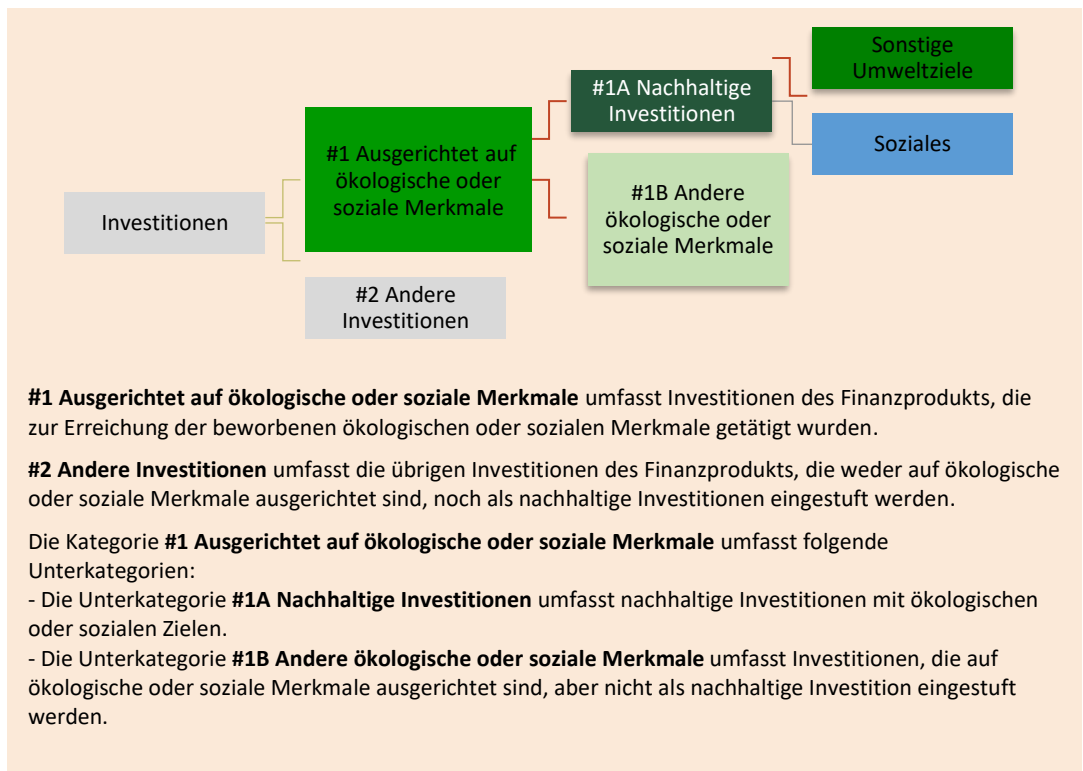 Sonstige
Umweltziele
#1A Nachhaltige
Investitionen
Soziales
#1 Ausgerichtet auf
ökologische oder
soziale Merkmale
#1B Andere
ökologische oder
soziale Merkmale
Investitionen
#2 Andere
Investitionen
#1 Ausgerichtet auf ökologische oder soziale Merkmale umfasst Investitionen des Finanzprodukts, die
zur Erreichung der beworbenen ökologischen oder sozialen Merkmale getätigt wurden.
#2 Andere Investitionen umfasst die übrigen Investitionen des Finanzprodukts, die weder auf ökologische
oder soziale Merkmale ausgerichtet sind, noch als nachhaltige Investitionen eingestuft werden.
Die Kategorie #1 Ausgerichtet auf ökologische oder soziale Merkmale umfasst folgende
Unterkategorien:
- Die Unterkategorie #1A Nachhaltige Investitionen umfasst nachhaltige Investitionen mit ökologischen
oder sozialen Zielen.
- Die Unterkategorie #1B Andere ökologische oder soziale Merkmale umfasst Investitionen, die auf
ökologische oder soziale Merkmale ausgerichtet sind, aber nicht als nachhaltige Investition eingestuft
werden.